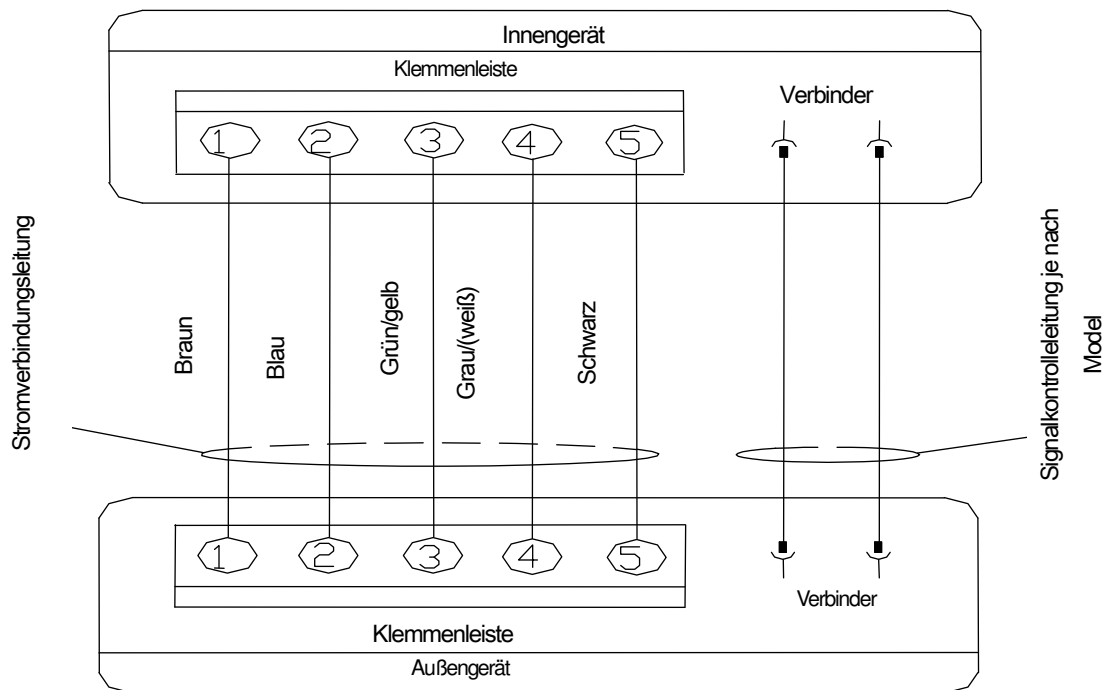 Innengerät
Klemmenleiste
Verbinder
1 2 3 4 5
Stromverbindungsleitung
Braun
Blau
Grün/gelb
Grau/(weiß)
Schwarz
Signalkontrolleleitung je nach
Model
1 2 3 4 5
Verbinder
Klemmenleiste
Außengerät